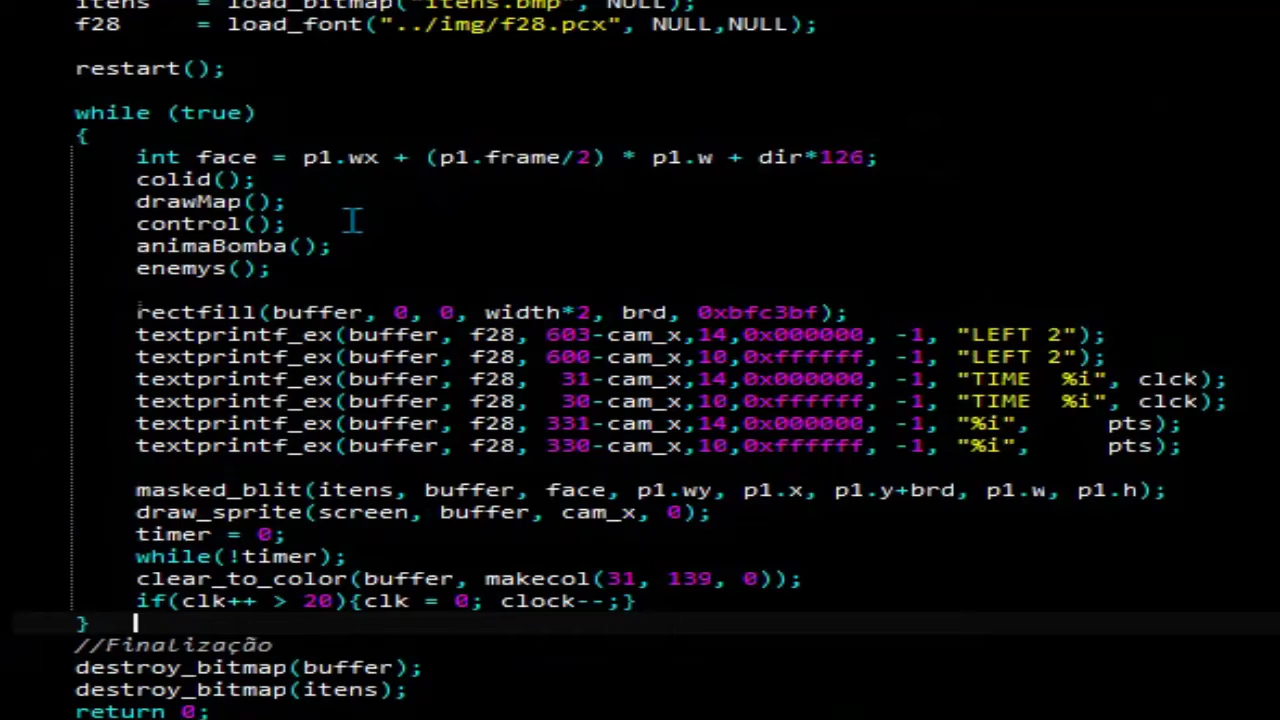 itens   = load_bitmap("itens.bmp", NULL);
f28     = load_font("../img/f28.pcx", NULL,NULL);
restart();
while (true)
{
int face = p1.wx + (p1.frame/2) * p1.w + dir*126;
colid();
drawMap();
control();
animaBomba();
enemys();
rectfill(buffer, 0, 0, width*2, brd, 0xbfc3bf);
textprintf_ex(buffer, f28, 603-cam_x,14,0x000000, -1, "LEFT 2");
textprintf_ex(buffer, f28, 600-cam_x,10,0xffffff, -1, "LEFT 2");
textprintf_ex(buffer, f28,  31-cam_x,14,0x000000, -1, "TIME  %i", clck);
textprintf_ex(buffer, f28,  30-cam_x,10,0xffffff, -1, "TIME  %i", clck);
textprintf_ex(buffer, f28, 331-cam_x,14,0x000000, -1, "%i",     pts);
textprintf_ex(buffer, f28, 330-cam_x,10,0xffffff, -1, "%i",     pts);
masked_blit(itens, buffer, face, p1.wy, p1.x, p1.y+brd, p1.w, p1.h);
draw_sprite(screen, buffer, cam_x, 0);
timer = 0;
while(!timer);
clear_to_color(buffer, makecol(31, 139, 0));
if(clk++ > 20){clk = 0; clock--;}
}
//Finalização
destroy_bitmap(buffer);
destroy_bitmap(itens);
return 0;